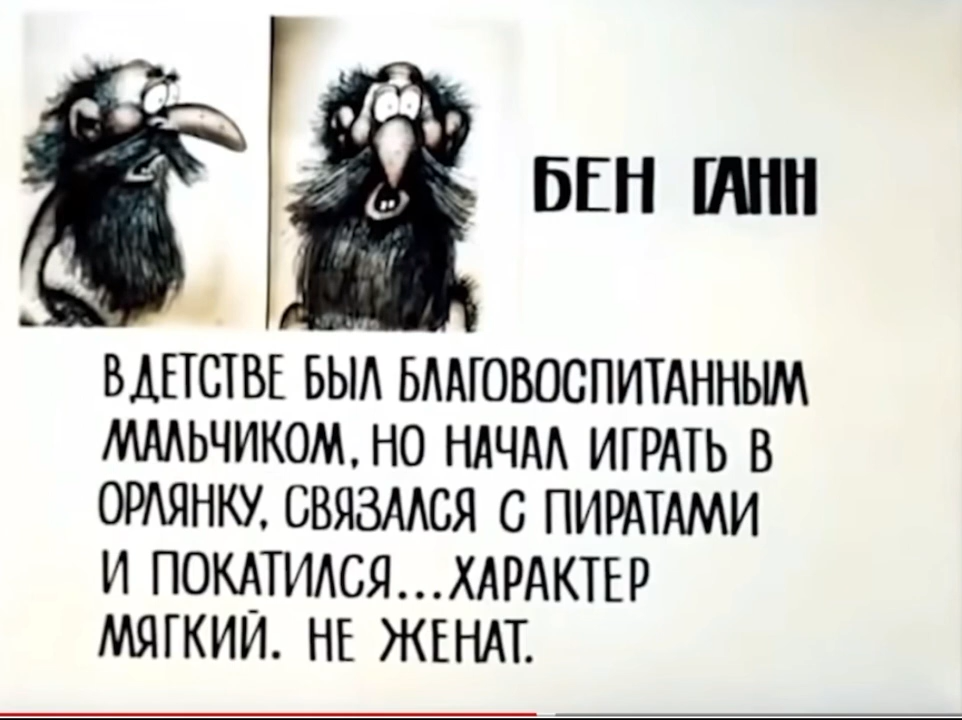 БЕН ГАНН
В ДЕТСТВЕ БЫЛ БЛАГОВОСПИТАННЫМ
МАЛЬЧИКОМ, НО НАЧАЛ ИГРАТЬ В
ОРЛЯНКУ, СВЯЗАЛСЯ С ПИРАТАМИ
И ПОКАТИЛСЯ...ХАРАКТЕР
МЯГКИЙ. НЕ ЖЕНАТ.